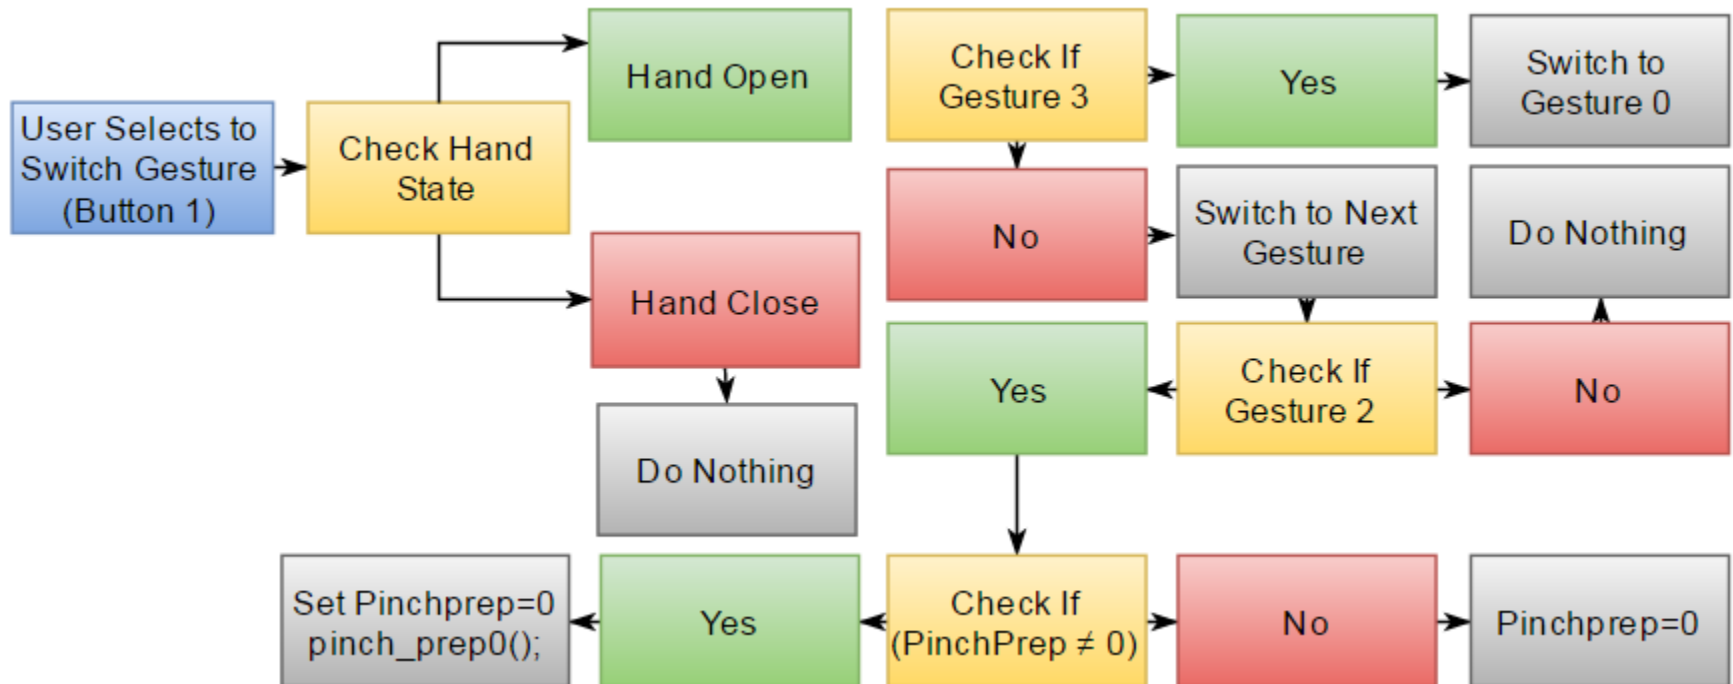 User Selects to
Switch Gesture
(Button 1)
Check Hand
State
Hand Open
Hand Close
Do Nothing
Check If
Gesture 3
Yes
Switch to
Gesture 0
No
Switch to Next
Gesture
Do Nothing
Yes
Check If
Gesture 2
No
Set Pinchprep=0
pinch_prep0();
Yes
Check If
(PinchPrep ≠ 0)
No
Pinchprep=0